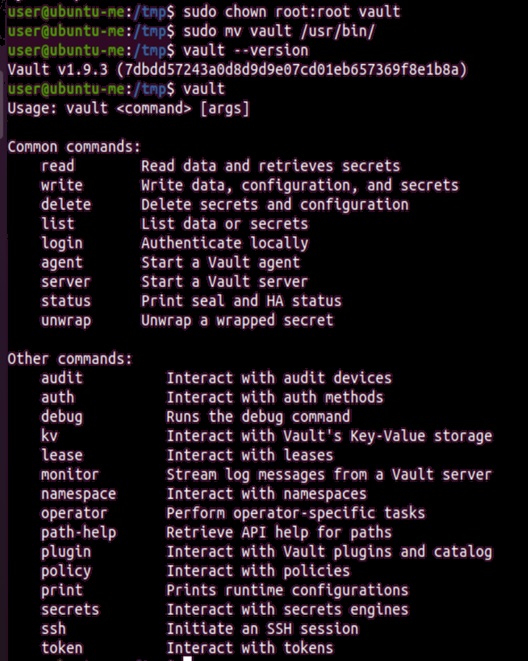 user@ubuntu-me:/tmp$ sudo chown root:root vault
user@ubuntu-me:/tmp$ sudo mv vault /usr/bin/
user@ubuntu-me:/tmp$ vault --version
Vault v1.9.3 (7dbdd57243a0d8d9d9e07cd01eb657369f8e1b8a)
user@ubuntu-me:/tmp$ vault
Usage: vault <command> [args]

Common commands:
    read        Read data and retrieves secrets
    write       Write data, configuration, and secrets
    delete      Delete secrets and configuration
    list        List data or secrets
    login       Authenticate locally
    agent       Start a Vault agent
    server      Start a Vault server
    status      Print seal and HA status
    unwrap      Unwrap a wrapped secret

Other commands:
    audit          Interact with audit devices
    auth           Interact with auth methods
    debug          Runs the debug command
    kv             Interact with Vault's Key-Value storage
    lease          Interact with leases
    monitor        Stream log messages from a Vault server
    namespace      Interact with namespaces
    operator       Perform operator-specific tasks
    path-help      Retrieve API help for paths
    plugin         Interact with Vault plugins and catalog
    policy         Interact with policies
    print          Prints runtime configurations
    secrets        Interact with secrets engines
    ssh            Initiate an SSH session
    token          Interact with tokens